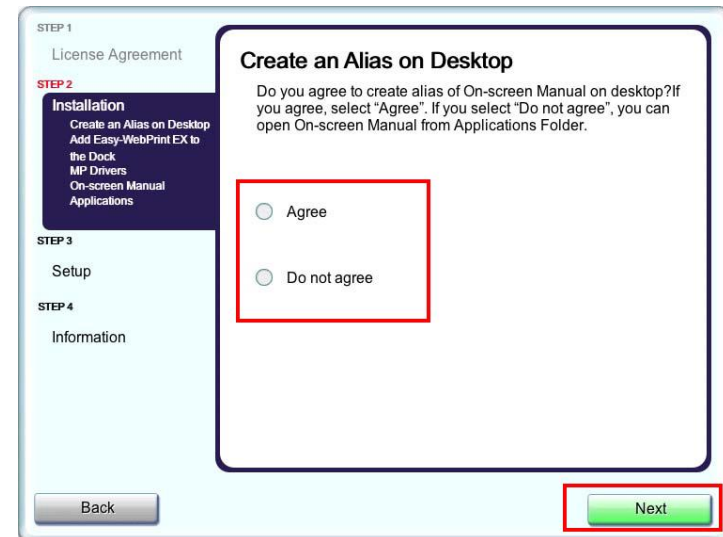 STEP 1
License Agreement
STEP 2
Installation
Create an Alias on Desktop
Add Easy-WebPrint EX to
the Dock
MP Drivers
On-screen Manual
Applications
STEP 3
Setup
STEP 4
Information
Create an Alias on Desktop
Do you agree to create alias of On-screen Manual on desktop?If
you agree, select “Agree”. If you select “Do not agree”, you can
open On-screen Manual from Applications Folder.
Agree
Do not agree
Back
Next